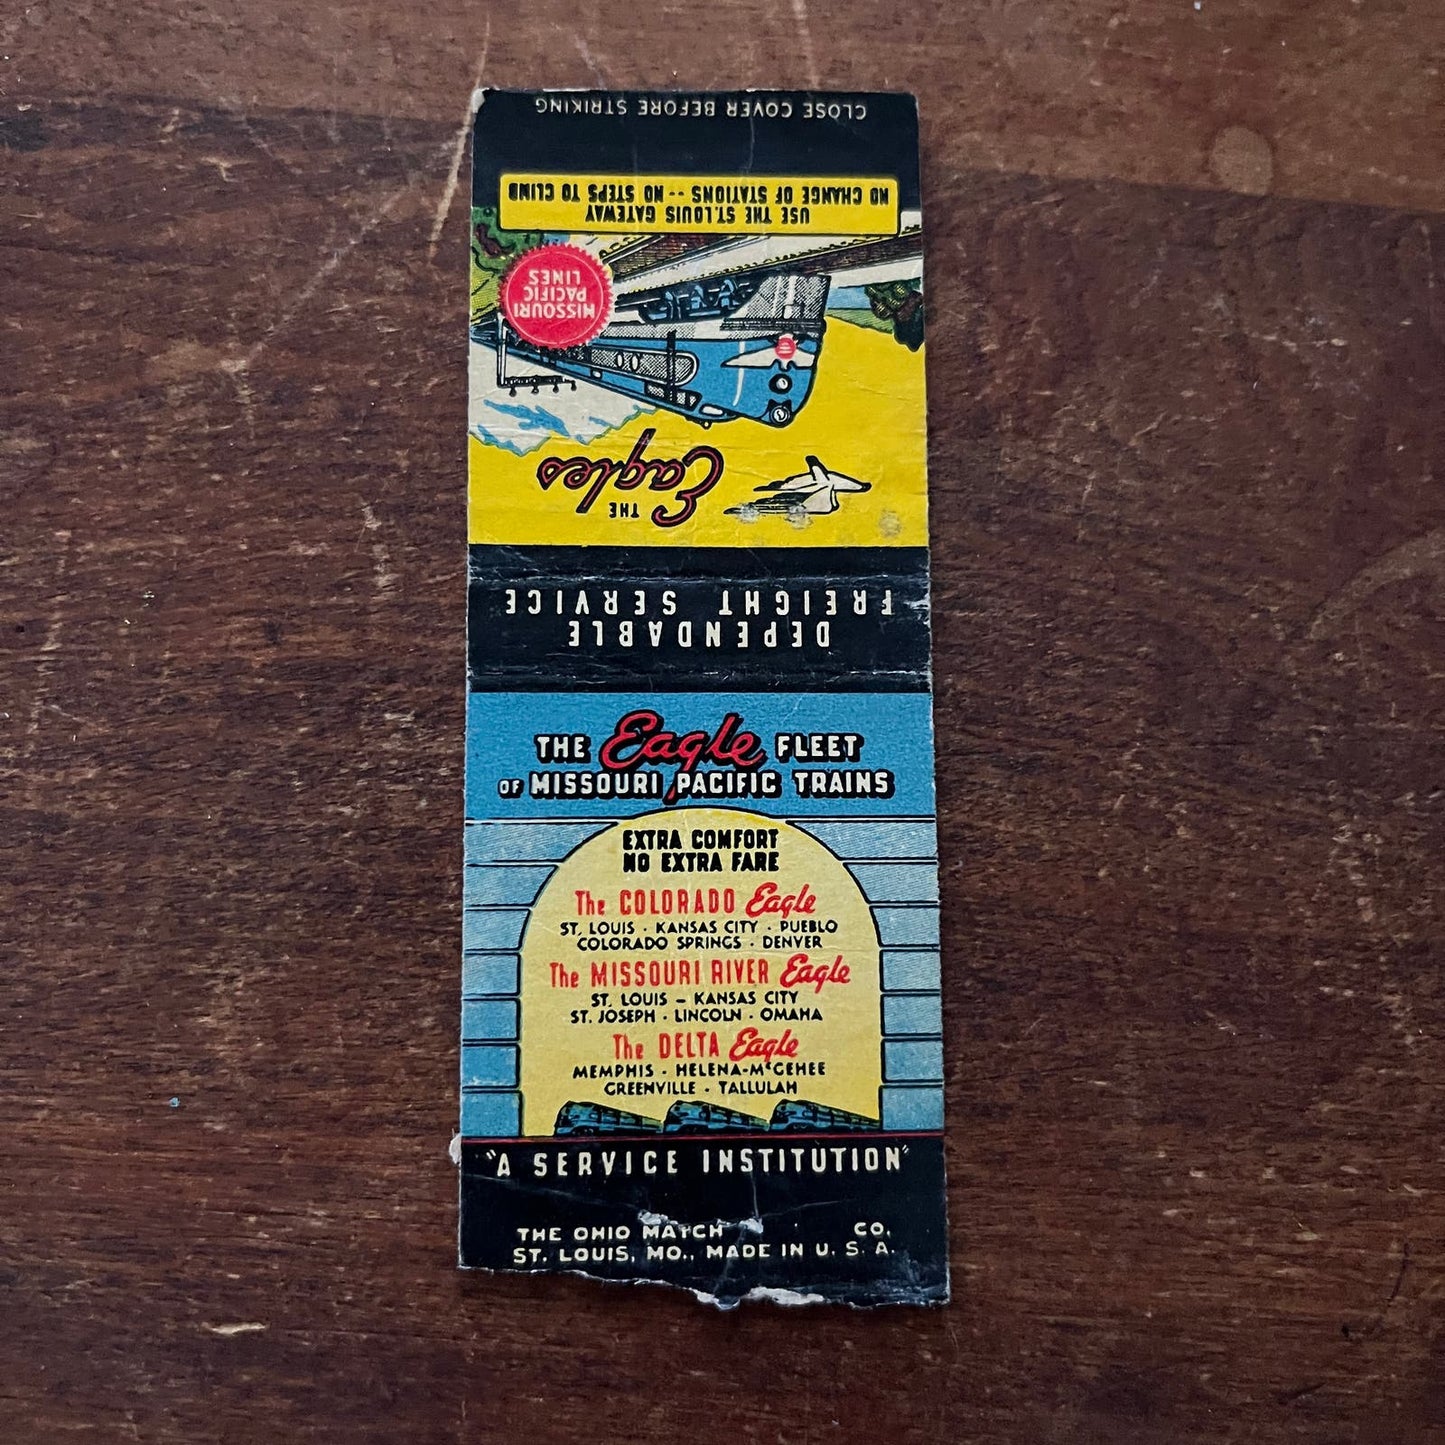 CLOSE COVER BEFORE STRIKING
USE THE ST. LOUIS GATEWAY
NO CHANGE OF STATIONS -- NO STEPS TO CLIMB
MISSOURI
PACIFIC
LINES
THE Eagles
DEPENDABLE
FREIGHT SERVICE
THE Eagle FLEET
OF MISSOURI PACIFIC TRAINS
EXTRA COMFORT
NO EXTRA FARE
The COLORADO Eagle
ST. LOUIS · KANSAS CITY · PUEBLO
COLORADO SPRINGS · DENVER
The MISSOURI RIVER Eagle
ST. LOUIS – KANSAS CITY
ST. JOSEPH · LINCOLN · OMAHA
The DELTA Eagle
MEMPHIS · HELENA-McGEHEE
GREENVILLE · TALLULAH
"A SERVICE INSTITUTION"
THE OHIO MATCH CO.
ST. LOUIS, MO., MADE IN U. S. A.